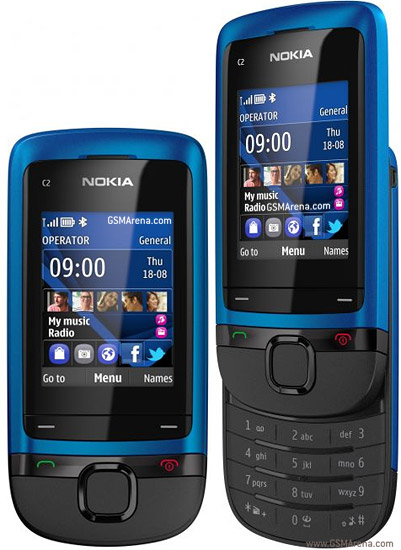 C2 NOKIA
GSMArena.com
OPERATOR General
09:00 Thu
18-08
My music
Radio
Go to Menu Names
C2 NOKIA
OPERATOR General
09:00 Thu
18-08
My music
Radio GSMArena.com
Go to Menu Names
1 2 abc def 3
4 ghi 5 jkl mno 6
7 pqrs 8 tuv wxyz 9
* + 0 #
www.GSMArena.com